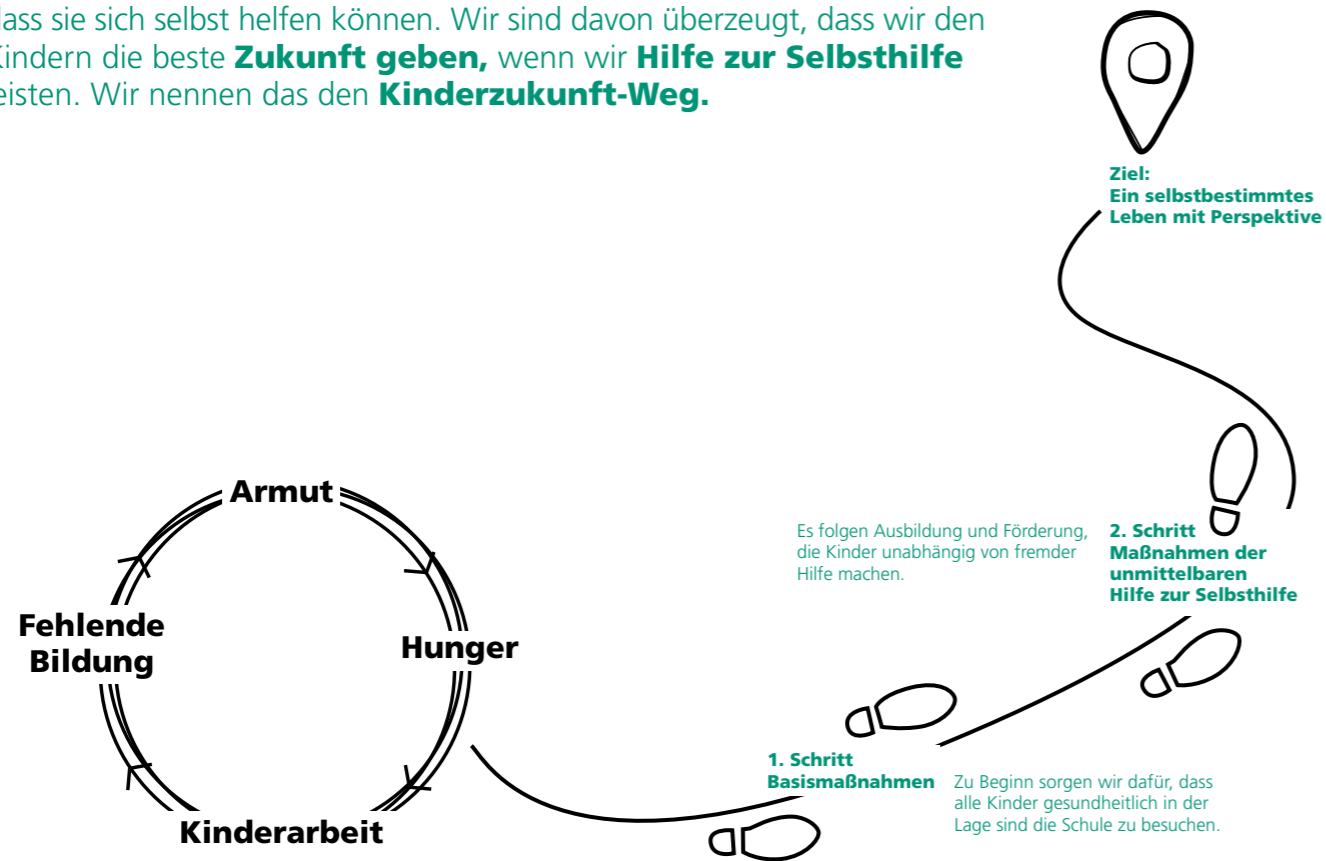 dass sie sich selbst helfen können. Wir sind davon überzeugt, dass wir den
Kindern die beste Zukunft geben, wenn wir Hilfe zur Selbsthilfe
leisten. Wir nennen das den Kinderzukunft-Weg.
Ziel:
Ein selbstbestimmtes
Leben mit Perspektive
Armut
Fehlende
Bildung
Hunger
Kinderarbeit
Es folgen Ausbildung und Förderung,
die Kinder unabhängig von fremder
Hilfe machen.
2. Schritt
Maßnahmen der
unmittelbaren
Hilfe zur Selbsthilfe
1. Schritt
Basismaßnahmen
Zu Beginn sorgen wir dafür, dass
alle Kinder gesundheitlich in der
Lage sind die Schule zu besuchen.